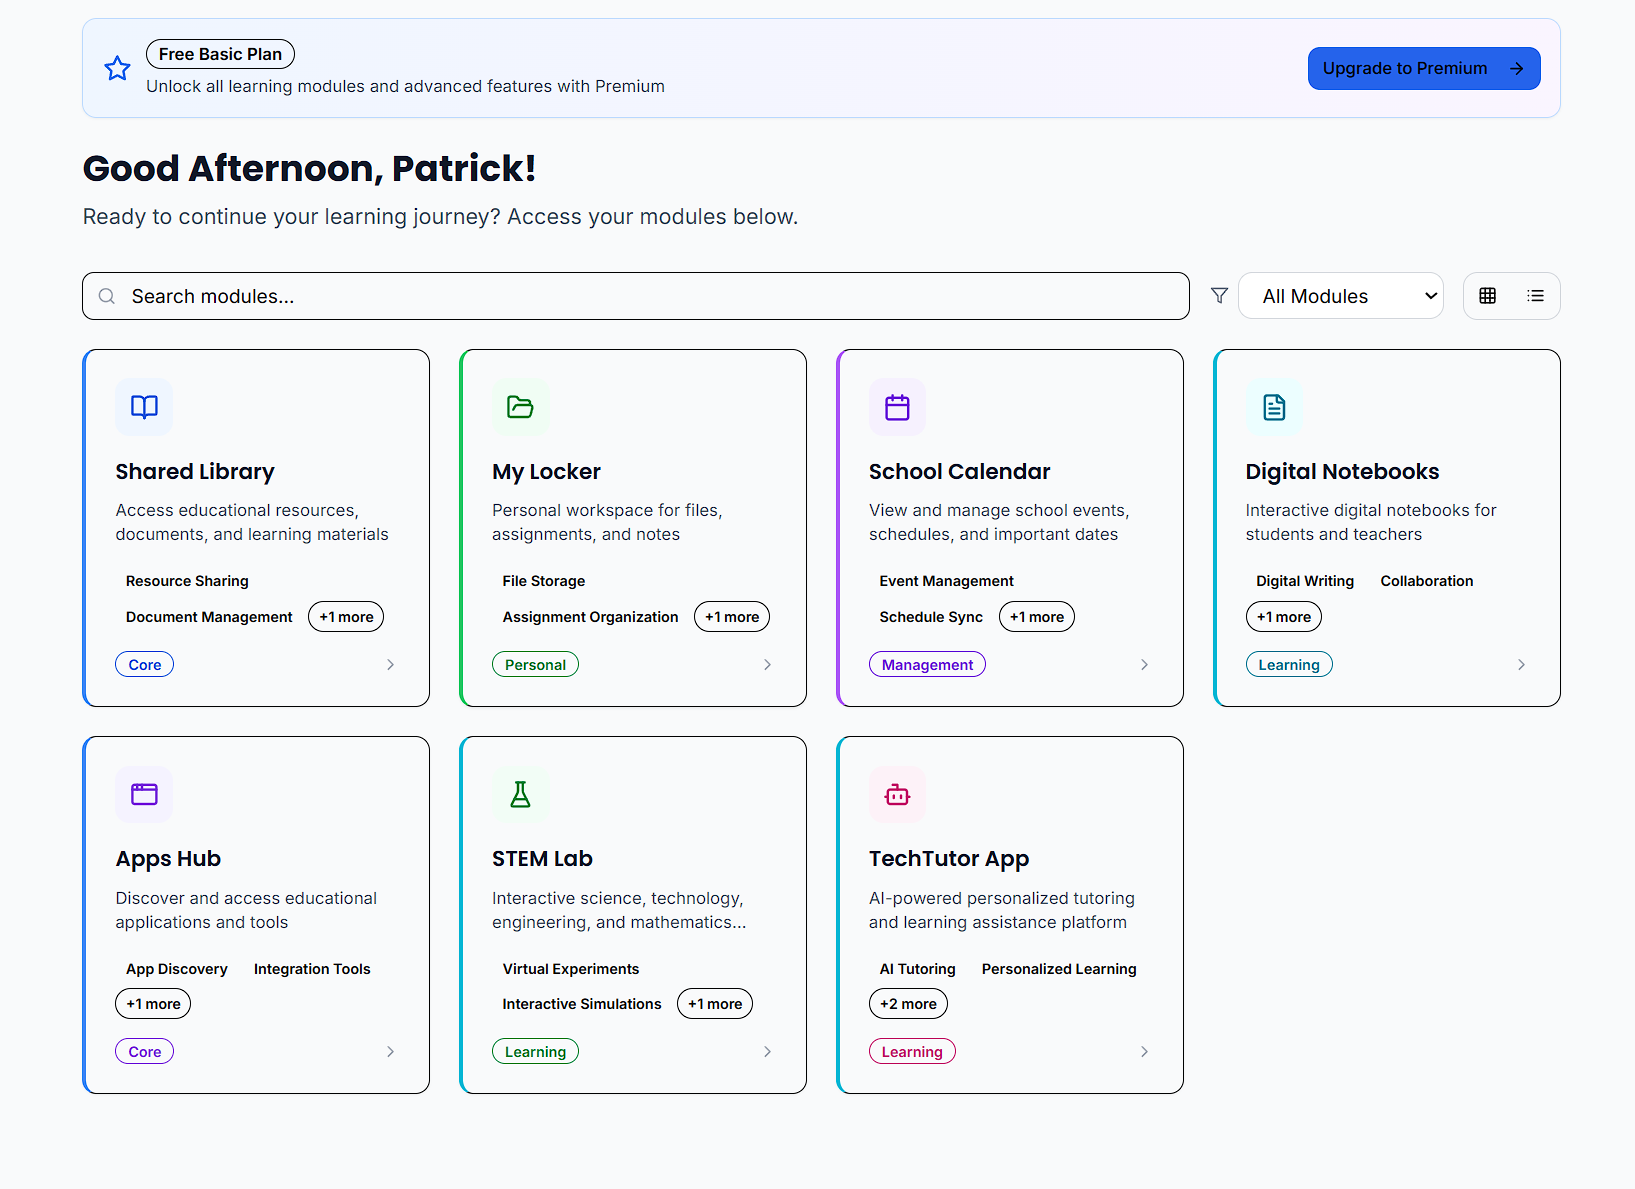 Free Basic Plan
Unlock all learning modules and advanced features with Premium
Upgrade to Premium
Good Afternoon, Patrick!
Ready to continue your learning journey? Access your modules below.
Search modules...
All Modules
Shared Library
Access educational resources,
documents, and learning materials
Resource Sharing
Document Management +1 more
Core
My Locker
Personal workspace for files,
assignments, and notes
File Storage
Assignment Organization +1 more
Personal
School Calendar
View and manage school events,
schedules, and important dates
Event Management
Schedule Sync +1 more
Management
Digital Notebooks
Interactive digital notebooks for
students and teachers
Digital Writing Collaboration
+1 more
Learning
Apps Hub
Discover and access educational
applications and tools
App Discovery Integration Tools
+1 more
Core
STEM Lab
Interactive science, technology,
engineering, and mathematics...
Virtual Experiments
Interactive Simulations +1 more
Learning
TechTutor App
AI-powered personalized tutoring
and learning assistance platform
AI Tutoring Personalized Learning
+2 more
Learning